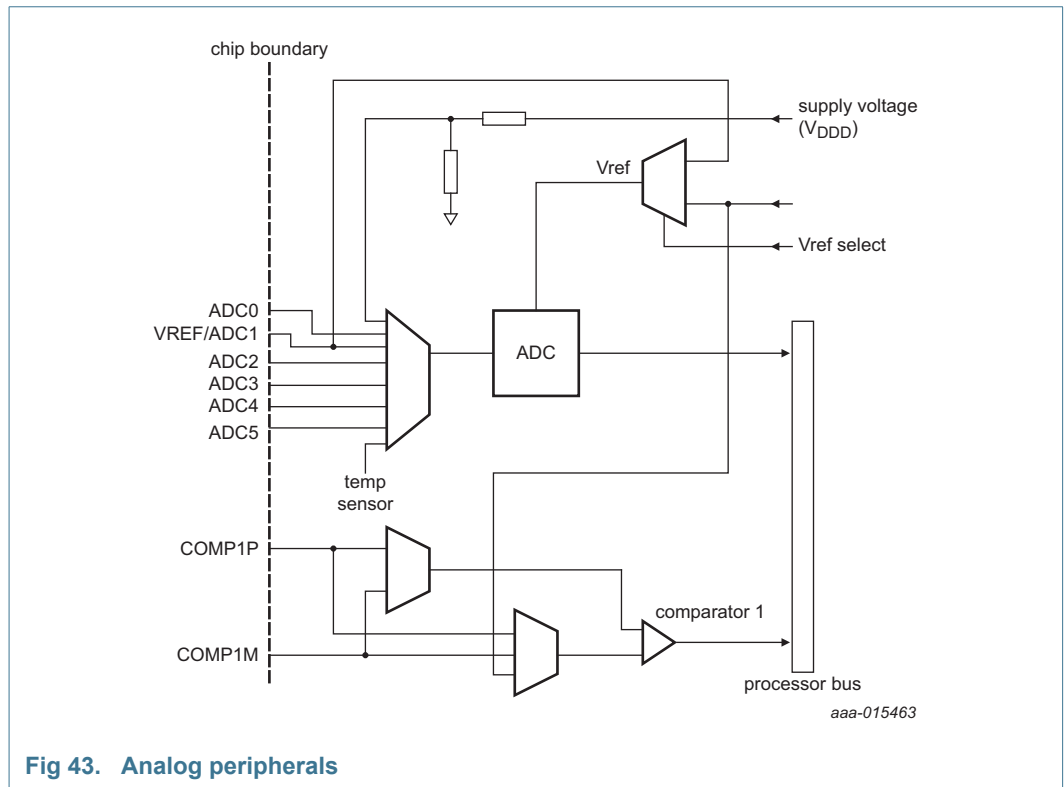 chip boundary
supply voltage
(VDDD)
Vref
Vref select
ADC0
VREF/ADC1
ADC2
ADC3
ADC4
ADC5
ADC
temp
sensor
COMP1P
comparator 1
COMP1M
processor bus
aaa-015463
Fig 43. Analog peripherals